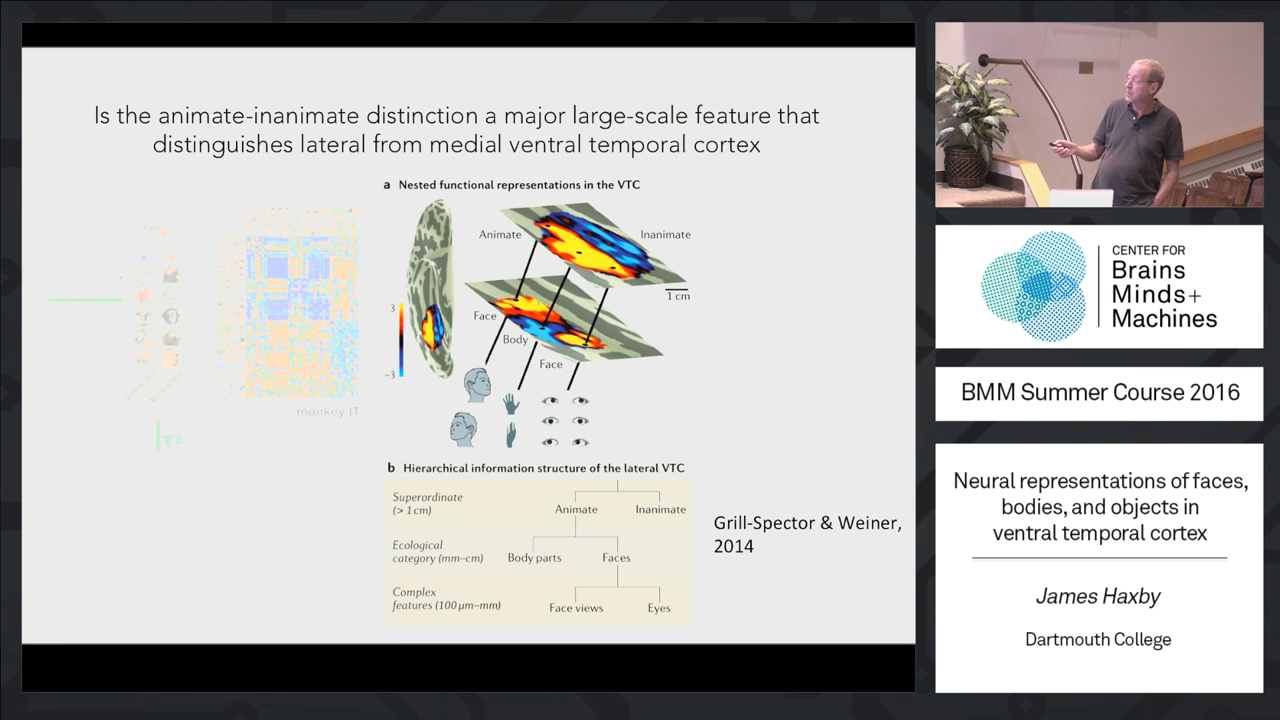 Is the animate-inanimate distinction a major large-scale feature that
distinguishes lateral from medial ventral temporal cortex
a Nested functional representations in the VTC
Animate
Inanimate
1 cm
Face
Body
Face
3
−3
monkey IT
τ=
b Hierarchical information structure of the lateral VTC
Superordinate
(> 1 cm)
Animate
Inanimate
Ecological
category (mm–cm)
Body parts
Faces
Complex
features (100 µm–mm)
Face views
Eyes
Grill-Spector & Weiner,
2014
CENTER FOR
Brains
Minds+
Machines
BMM Summer Course 2016
Neural representations of faces,
bodies, and objects in
ventral temporal cortex
James Haxby
Dartmouth College